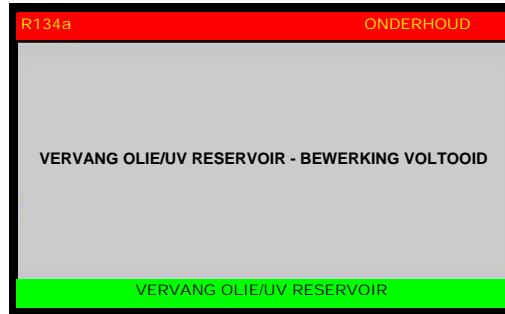 R134a ONDERHOUD
VERVANG OLIE/UV RESERVOIR - BEWERKING VOLTOOID
VERVANG OLIE/UV RESERVOIR